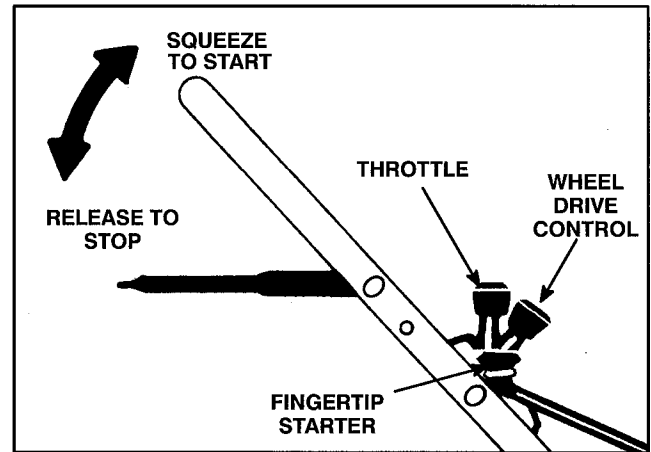 SQUEEZE
TO START
THROTTLE
WHEEL
DRIVE
CONTROL
RELEASE TO
STOP
FINGERTIP
STARTER